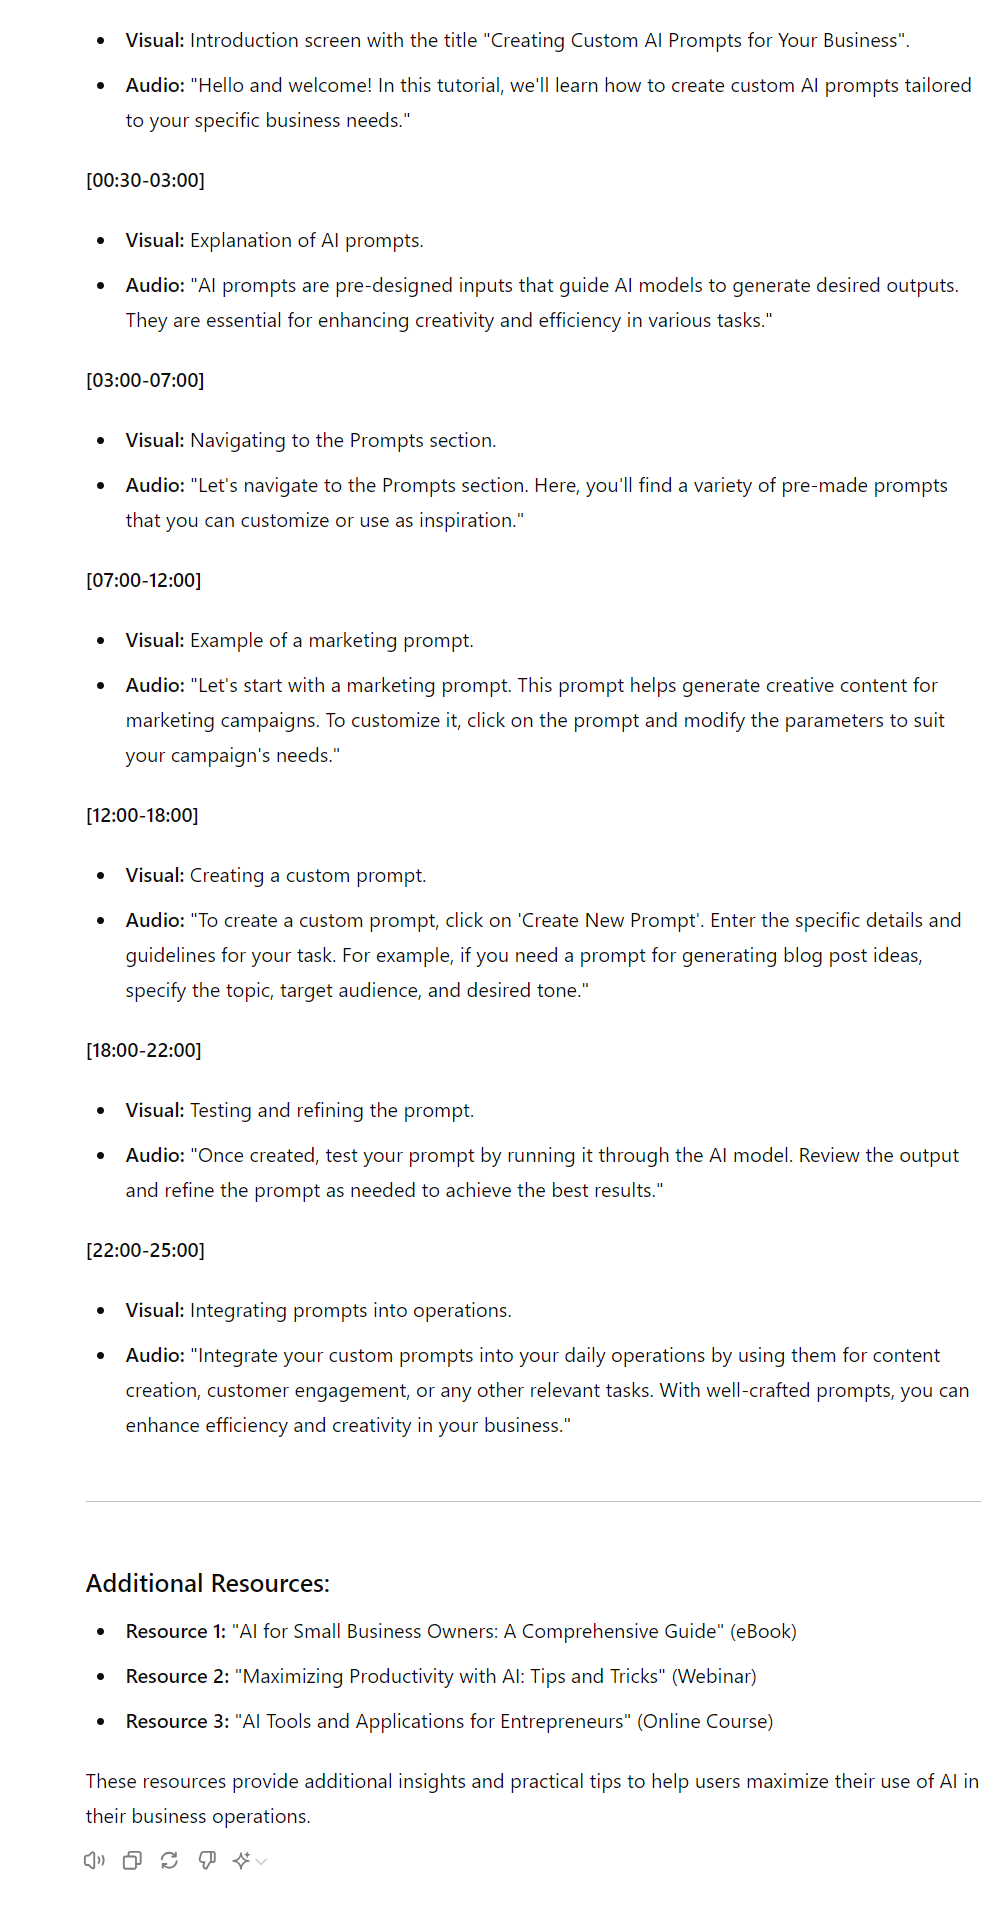 Visual: Introduction screen with the title "Creating Custom AI Prompts for Your Business".
Audio: "Hello and welcome! In this tutorial, we'll learn how to create custom AI prompts tailored
to your specific business needs."
[00:30-03:00]
Visual: Explanation of AI prompts.
Audio: "AI prompts are pre-designed inputs that guide AI models to generate desired outputs.
They are essential for enhancing creativity and efficiency in various tasks."
[03:00-07:00]
Visual: Navigating to the Prompts section.
Audio: "Let's navigate to the Prompts section. Here, you'll find a variety of pre-made prompts
that you can customize or use as inspiration."
[07:00-12:00]
Visual: Example of a marketing prompt.
Audio: "Let's start with a marketing prompt. This prompt helps generate creative content for
marketing campaigns. To customize it, click on the prompt and modify the parameters to suit
your campaign's needs."
[12:00-18:00]
Visual: Creating a custom prompt.
Audio: "To create a custom prompt, click on 'Create New Prompt'. Enter the specific details and
guidelines for your task. For example, if you need a prompt for generating blog post ideas,
specify the topic, target audience, and desired tone."
[18:00-22:00]
Visual: Testing and refining the prompt.
Audio: "Once created, test your prompt by running it through the AI model. Review the output
and refine the prompt as needed to achieve the best results."
[22:00-25:00]
Visual: Integrating prompts into operations.
Audio: "Integrate your custom prompts into your daily operations by using them for content
creation, customer engagement, or any other relevant tasks. With well-crafted prompts, you can
enhance efficiency and creativity in your business."
Additional Resources:
Resource 1: "AI for Small Business Owners: A Comprehensive Guide" (eBook)
Resource 2: "Maximizing Productivity with AI: Tips and Tricks" (Webinar)
Resource 3: "AI Tools and Applications for Entrepreneurs" (Online Course)
These resources provide additional insights and practical tips to help users maximize their use of AI in
their business operations.